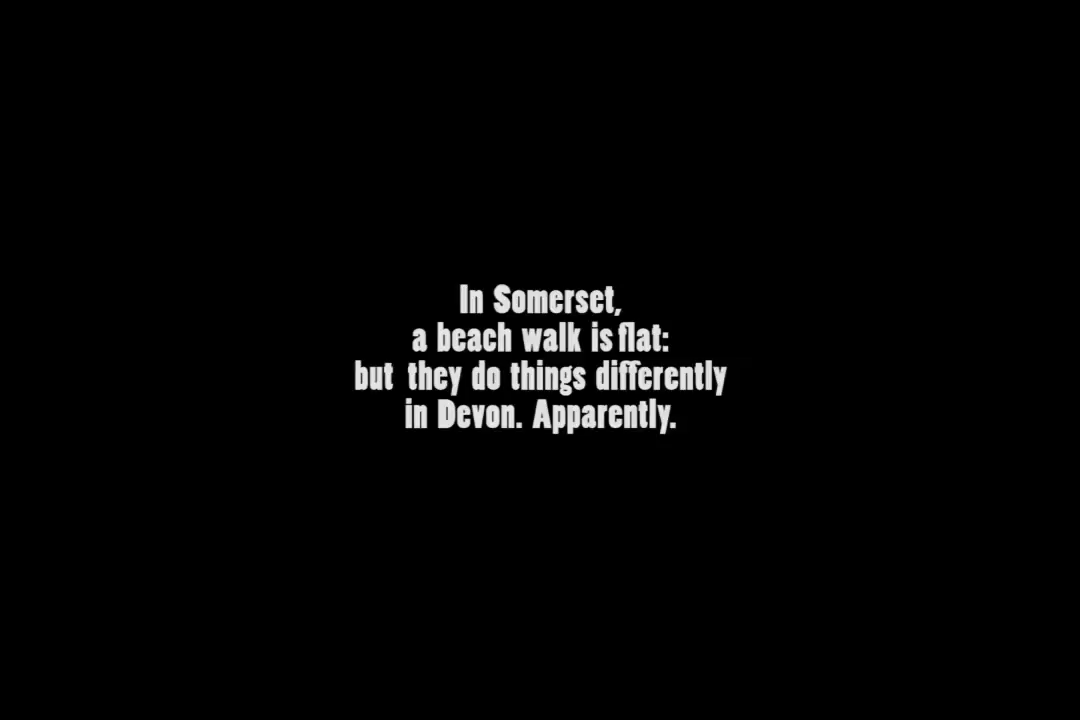 In Somerset,
a beach walk is flat:
but they do things differently
in Devon. Apparently.